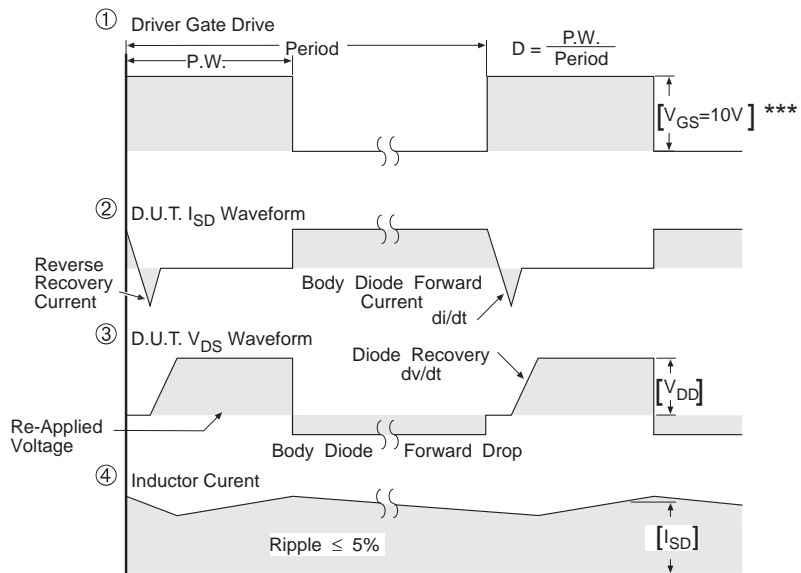 ① Driver Gate Drive
P.W.
Period
D = P.W. / Period
[VGS=10V] ***
② D.U.T. ISD Waveform
Reverse
Recovery
Current
Body Diode Forward
Current
di/dt
③ D.U.T. VDS Waveform
Diode Recovery
dv/dt
[VDD]
Re-Applied
Voltage
Body Diode Forward Drop
④ Inductor Curent
Ripple ≤ 5%
[ISD]